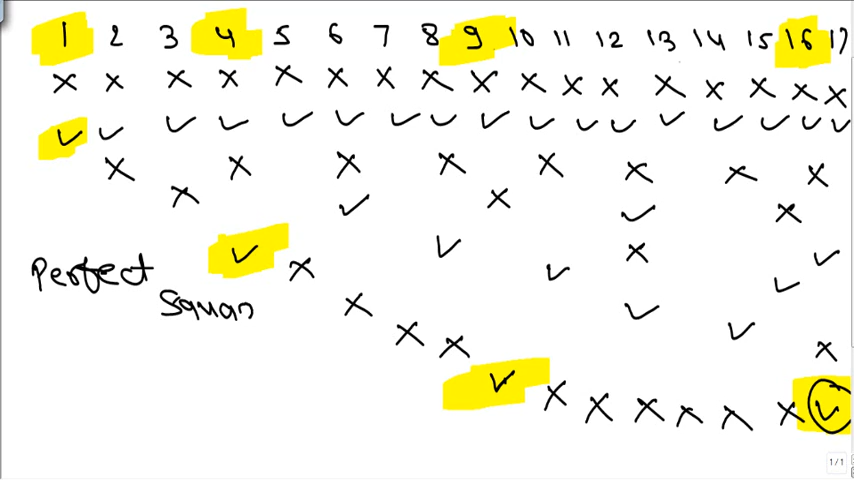 1 2 3 4 5 6 7 8 9 10 11 12 13 14 15 16 17
× × × × × × × × × × × × × × × × ×
✓ ✓ ✓ ✓ ✓ ✓ ✓ ✓ ✓ ✓ ✓ ✓ ✓ ✓ ✓ ✓ ✓
× × × × × × × ×
× ✓ × ✓ ×
✓ ✓ × ✓
Perfect × ✓ ✓
Squar × ✓
× × ✓ ×
✓ × × × × × × ✓
1/1